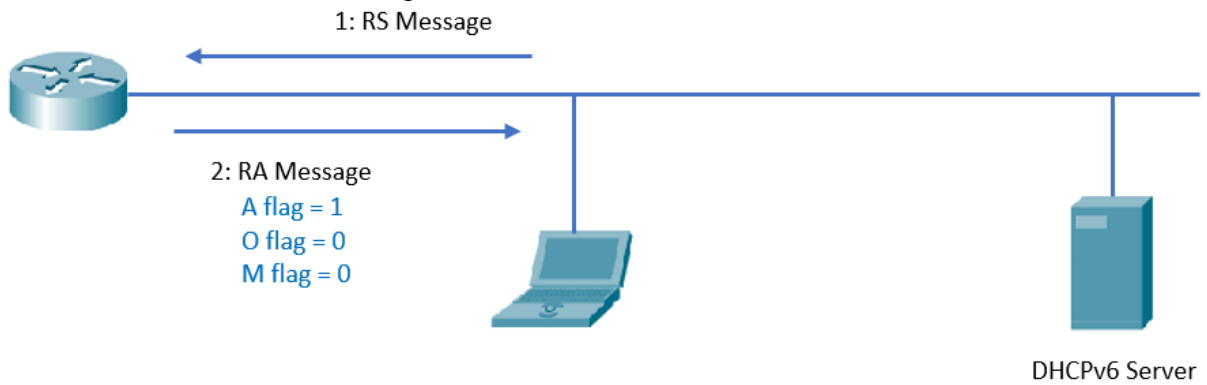 1: RS Message
2: RA Message
A flag = 1
O flag = 0
M flag = 0
DHCPv6 Server